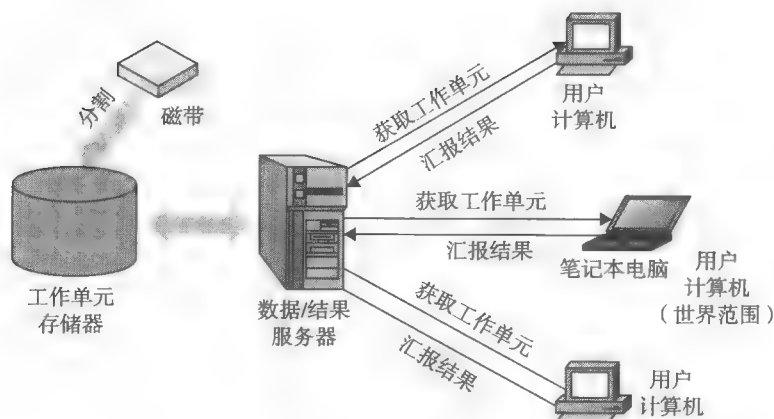 分割
磁带
工作单元
存储器
数据/结果
服务器
获取工作单元
汇报结果
用户
计算机
获取工作单元
汇报结果
笔记本电脑
用户
计算机
（世界范围）
获取工作单元
汇报结果
用户
计算机